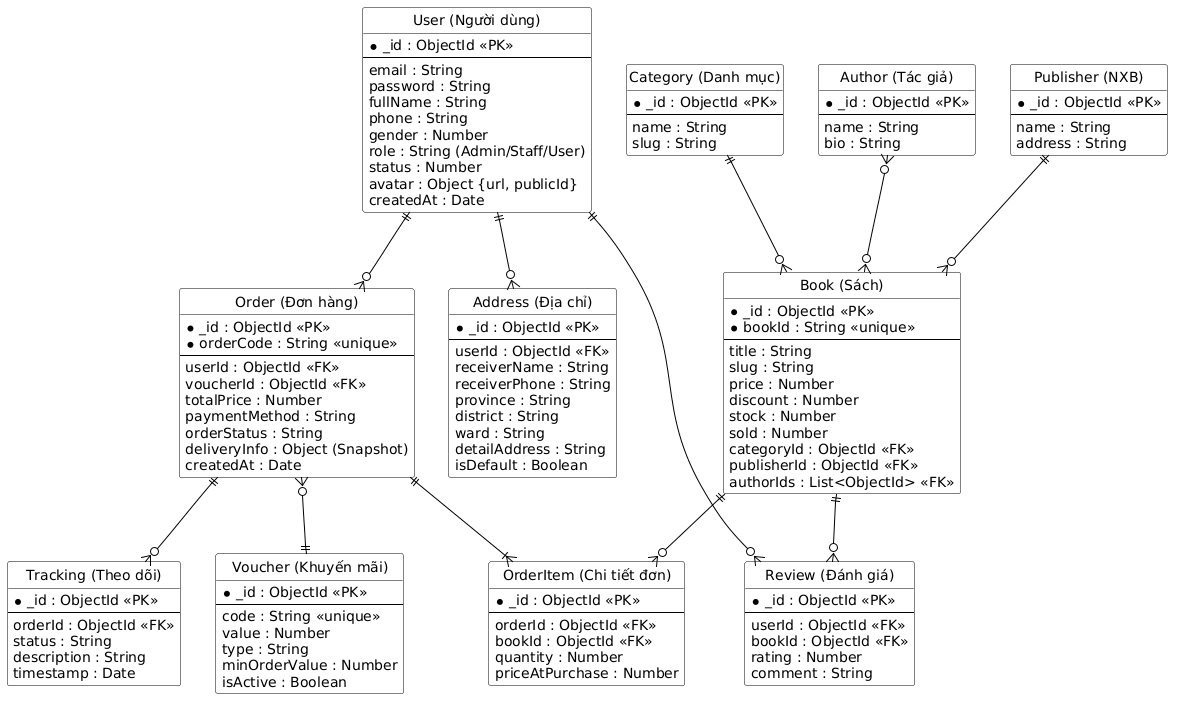 User (Người dùng)
* _id : ObjectId «PK»
email : String
password : String
fullName : String
phone : String
gender : Number
role : String (Admin/Staff/User)
status : Number
avatar : Object {url, publicId}
createdAt : Date
Category (Danh mục)
* _id : ObjectId «PK»
name : String
slug : String
Author (Tác giả)
* _id : ObjectId «PK»
name : String
bio : String
Publisher (NXB)
* _id : ObjectId «PK»
name : String
address : String
Order (Đơn hàng)
* _id : ObjectId «PK»
* orderCode : String «unique»
userId : ObjectId «FK»
voucherId : ObjectId «FK»
totalPrice : Number
paymentMethod : String
orderStatus : String
deliveryInfo : Object (Snapshot)
createdAt : Date
Address (Địa chỉ)
* _id : ObjectId «PK»
userId : ObjectId «FK»
receiverName : String
receiverPhone : String
province : String
district : String
ward : String
detailAddress : String
isDefault : Boolean
Book (Sách)
* _id : ObjectId «PK»
* bookId : String «unique»
title : String
slug : String
price : Number
discount : Number
stock : Number
sold : Number
categoryId : ObjectId «FK»
publisherId : ObjectId «FK»
authorIds : List<ObjectId> «FK»
Tracking (Theo dõi)
* _id : ObjectId «PK»
orderId : ObjectId «FK»
status : String
description : String
timestamp : Date
Voucher (Khuyến mãi)
* _id : ObjectId «PK»
code : String «unique»
value : Number
type : String
minOrderValue : Number
isActive : Boolean
OrderItem (Chi tiết đơn)
* _id : ObjectId «PK»
orderId : ObjectId «FK»
bookId : ObjectId «FK»
quantity : Number
priceAtPurchase : Number
Review (Đánh giá)
* _id : ObjectId «PK»
userId : ObjectId «FK»
bookId : ObjectId «FK»
rating : Number
comment : String